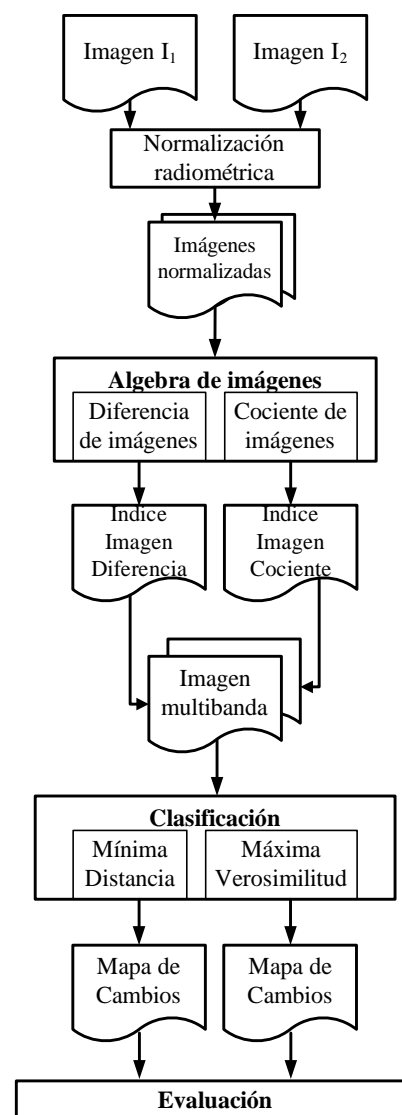 Imagen I₁
Imagen I₂
Normalización
radiométrica
Imágenes
normalizadas
Algebra de imágenes
Diferencia
de imágenes
Cociente de
imágenes
Indice
Imagen
Diferencia
Indice
Imagen
Cociente
Imagen
multibanda
Clasificación
Mínima
Distancia
Máxima
Verosimilitud
Mapa de
Cambios
Mapa de
Cambios
Evaluación